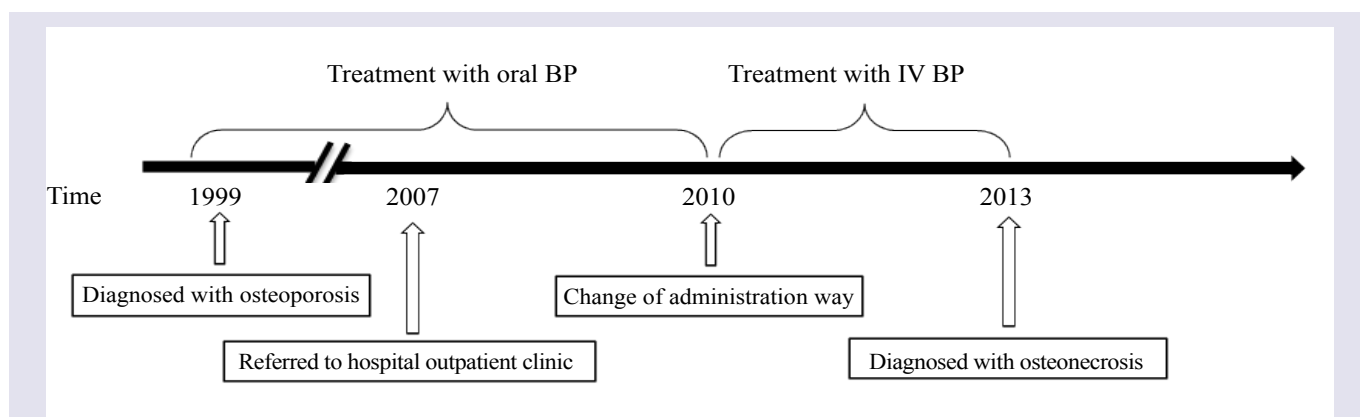 Treatment with oral BP Treatment with IV BP
Time 1999 2007 2010 2013
Diagnosed with osteoporosis Change of administration way
Referred to hospital outpatient clinic Diagnosed with osteonecrosis